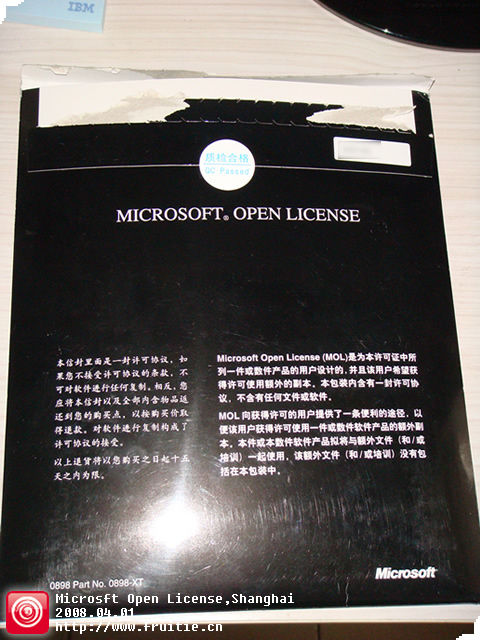 IBM
质检合格
QC Passed
MICROSOFT® OPEN LICENSE
本信封里面是一封许可协议，如
果您不接受许可协议的条款，不
可对软件进行任何复制。相反，您
应将本信封以及全部内含物品返
还到您的购买点，以按购买价取
得退款。对软件进行复制构成了
许可协议的接受。
以上退货将以您购买之日起十五
天之内为限。
Microsoft Open License (MOL)是为本许可证中所
列一件或数件产品的用户设计的，并且该用户希望获
得许可使用额外的副本。本包装内含有一封许可协
议，不含有任何文件或软件。
MOL 向获得许可的用户提供了一条便利的途径，以
便该用户获得许可使用一件或数件软件产品的额外副
本。本件或本数件软件产品拟将与额外文件（和/或
培训）一起使用，该额外文件（和/或培训）没有包
括在本包装中。
0898 Part No. 0898-XT
Microsoft
Microsft Open License,Shanghai
2008.04.01
http://www.fruitie.cn